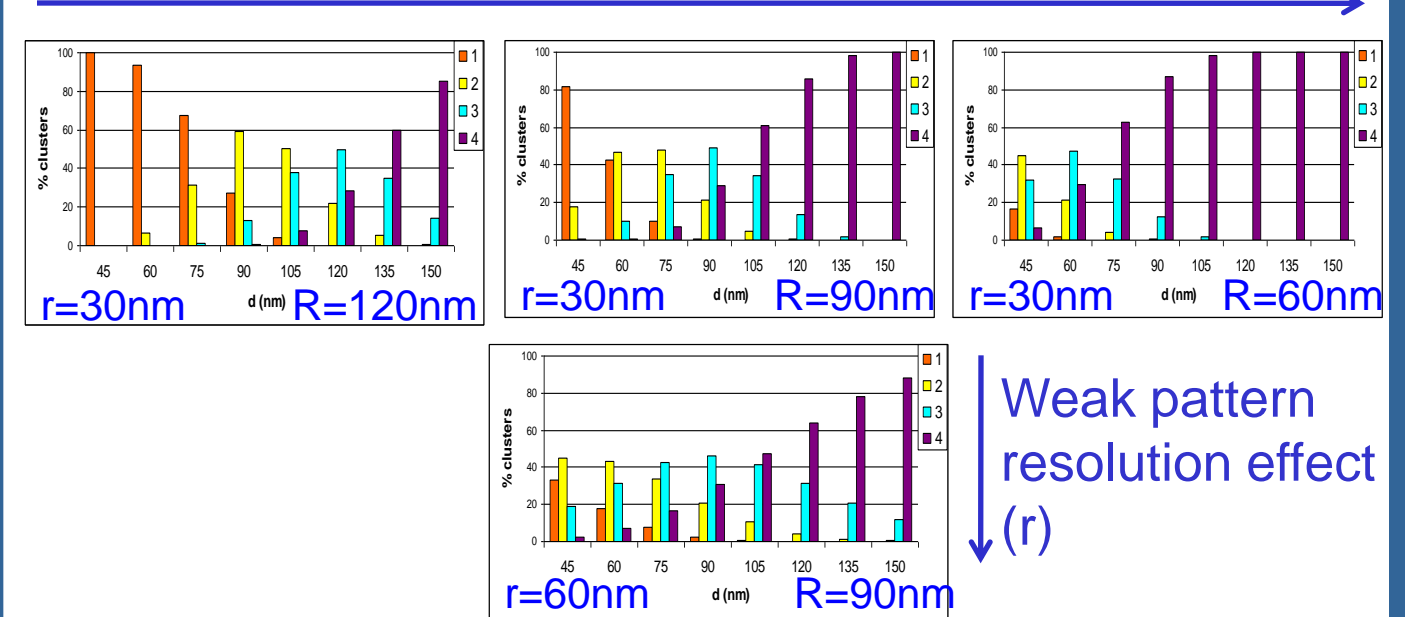 100
80
60
40
20
0
% clusters
45 60 75 90 105 120 135 150
d (nm)
1
2
3
4
r=30nm
R=120nm
100
80
60
40
20
0
% clusters
45 60 75 90 105 120 135 150
d (nm)
1
2
3
4
r=30nm
R=90nm
100
80
60
40
20
0
% clusters
45 60 75 90 105 120 135 150
d (nm)
1
2
3
4
r=30nm
R=60nm
100
80
60
40
20
0
% clusters
45 60 75 90 105 120 135 150
d (nm)
1
2
3
4
r=60nm
R=90nm
Weak pattern
resolution effect
(r)